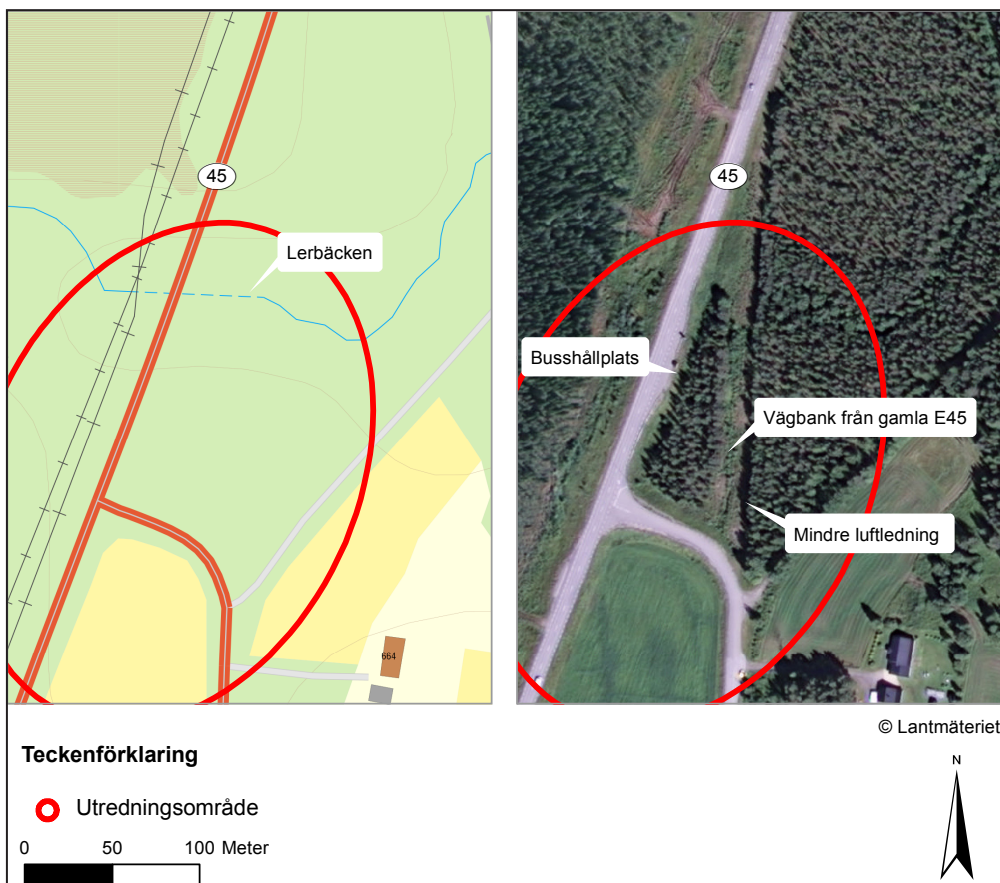 45
Lerbäcken
664
45
Busshållplats
Vägbank från gamla E45
Mindre luftledning
© Lantmäteriet
Teckenförklaring
Utredningsområde
0 50 100 Meter
N